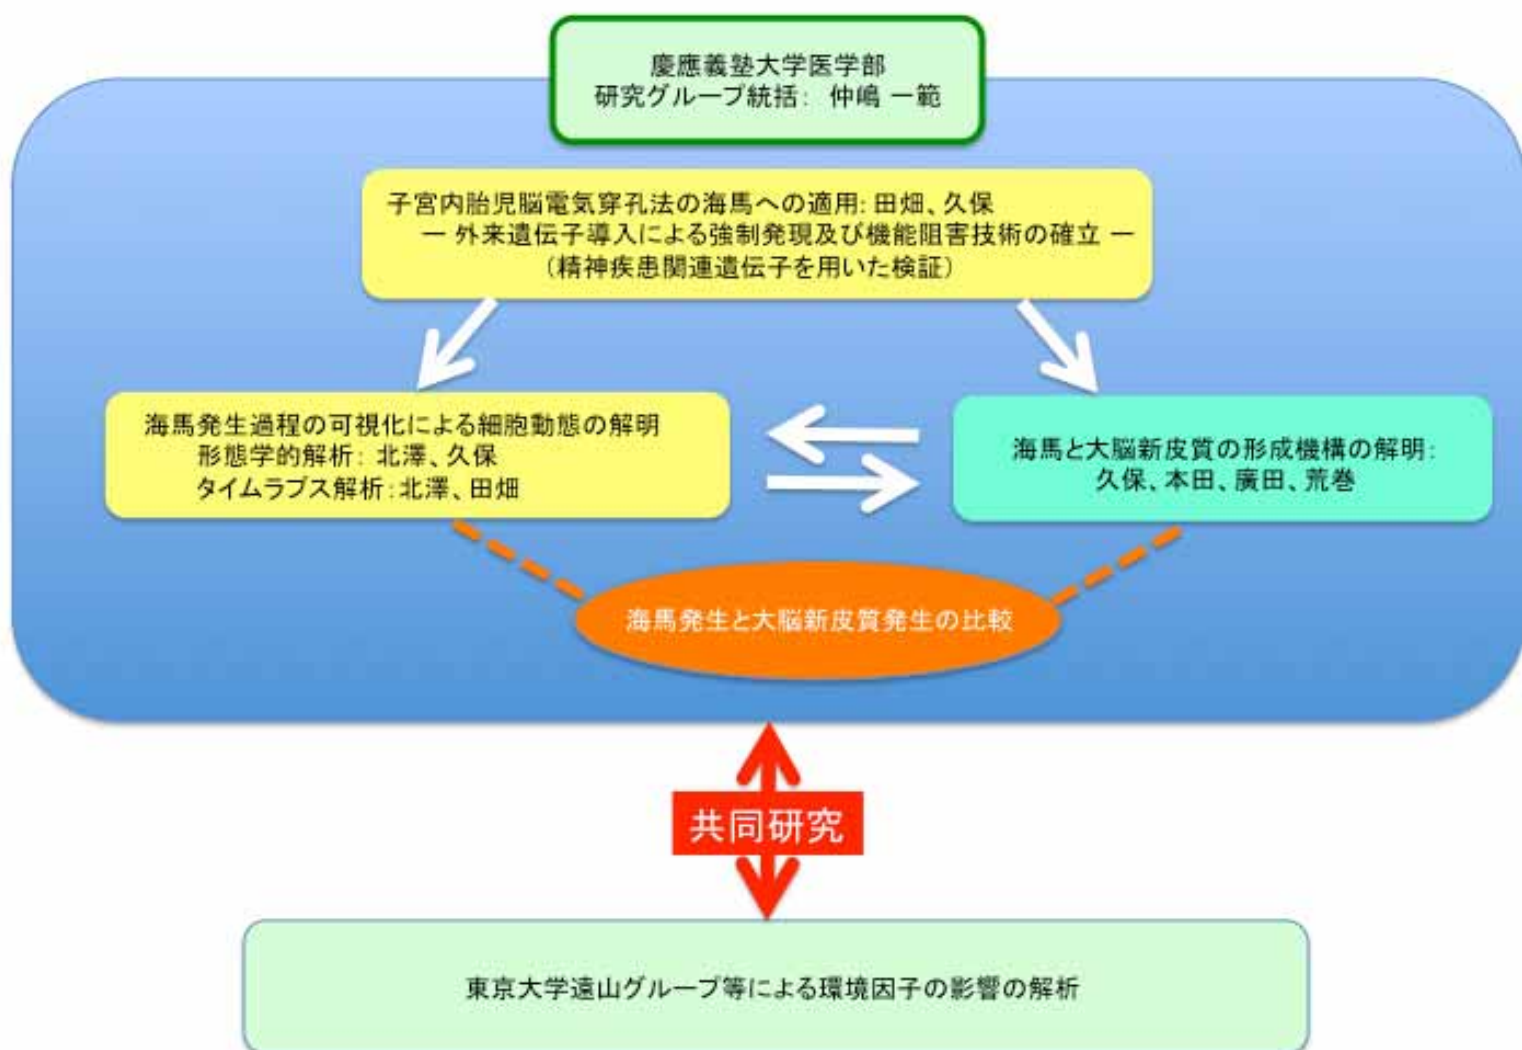 慶應義塾大学医学部
研究グループ統括： 仲嶋 一範
子宮内胎児脳電気穿孔法の海馬への適用: 田畑、久保
― 外来遺伝子導入による強制発現及び機能阻害技術の確立 ―
（精神疾患関連遺伝子を用いた検証）
海馬発生過程の可視化による細胞動態の解明
形態学的解析： 北澤、久保
タイムラプス解析：北澤、田畑
海馬と大脳新皮質の形成機構の解明：
久保、本田、廣田、荒巻
海馬発生と大脳新皮質発生の比較
共同研究
東京大学遠山グループ等による環境因子の影響の解析